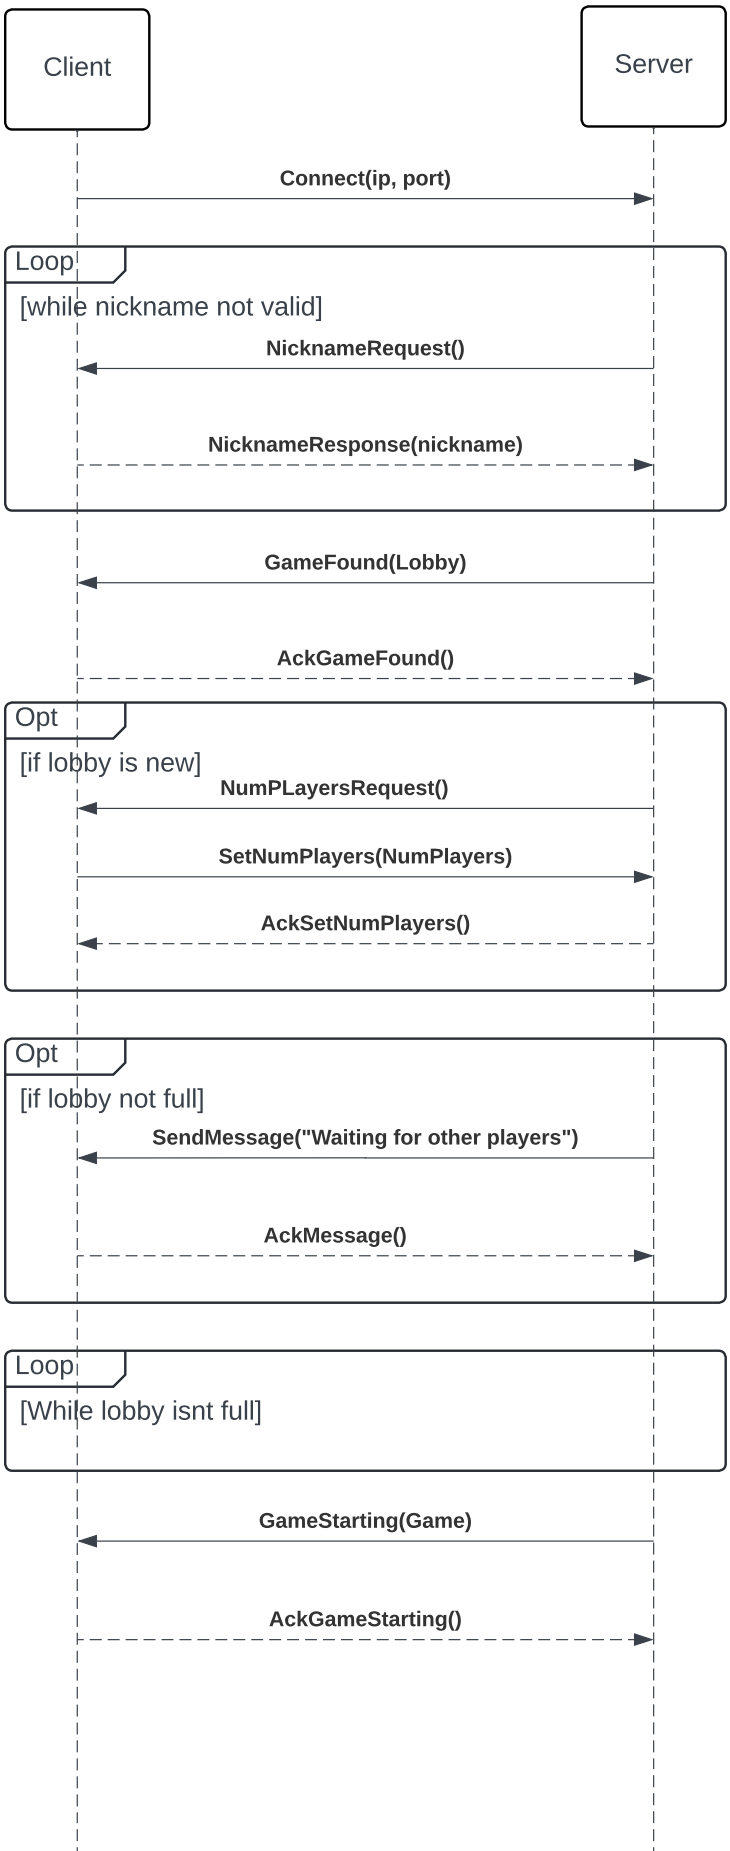 Client
Server
Connect(ip, port)
Loop
[while nickname not valid]
NicknameRequest()
NicknameResponse(nickname)
GameFound(Lobby)
AckGameFound()
Opt
[if lobby is new]
NumPLayersRequest()
SetNumPlayers(NumPlayers)
AckSetNumPlayers()
Opt
[if lobby not full]
SendMessage("Waiting for other players")
AckMessage()
Loop
[While lobby isnt full]
GameStarting(Game)
AckGameStarting()